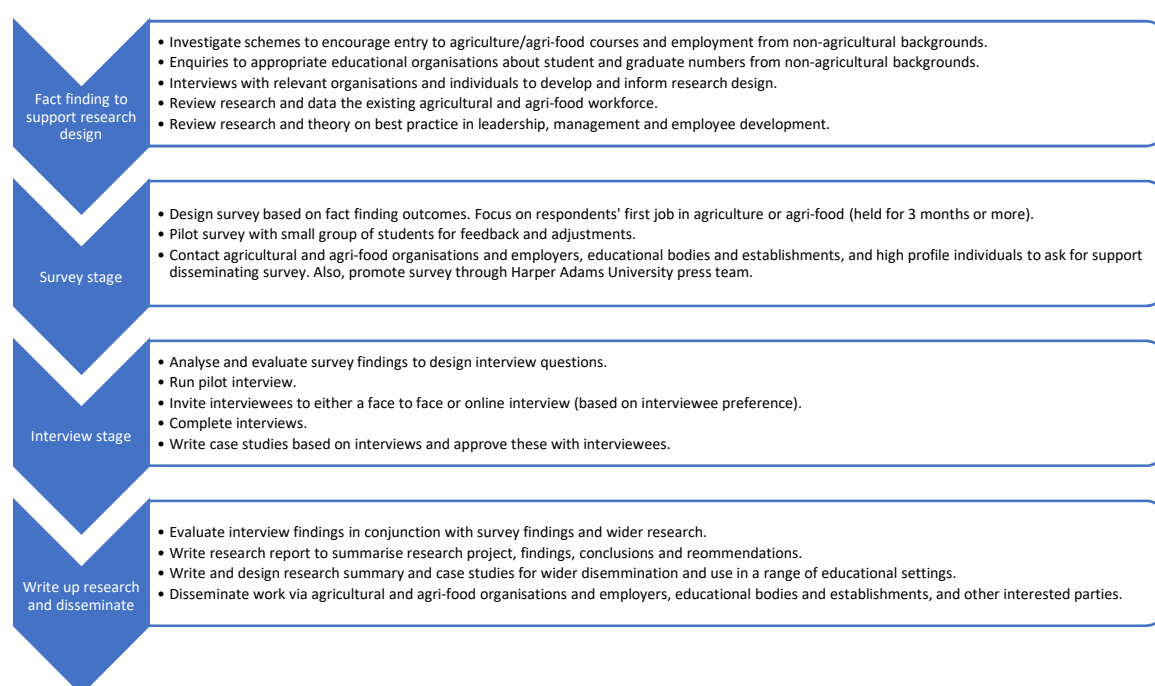 Fact finding to
support research
design
• Investigate schemes to encourage entry to agriculture/agri-food courses and employment from non-agricultural backgrounds.
• Enquiries to appropriate educational organisations about student and graduate numbers from non-agricultural backgrounds.
• Interviews with relevant organisations and individuals to develop and inform research design.
• Review research and data the existing agricultural and agri-food workforce.
• Review research and theory on best practice in leadership, management and employee development.
Survey stage
• Design survey based on fact finding outcomes. Focus on respondents' first job in agriculture or agri-food (held for 3 months or more).
• Pilot survey with small group of students for feedback and adjustments.
• Contact agricultural and agri-food organisations and employers, educational bodies and establishments, and high profile individuals to ask for support
disseminating survey. Also, promote survey through Harper Adams University press team.
Interview stage
• Analyse and evaluate survey findings to design interview questions.
• Run pilot interview.
• Invite interviewees to either a face to face or online interview (based on interviewee preference).
• Complete interviews.
• Write case studies based on interviews and approve these with interviewees.
Write up research
and disseminate
• Evaluate interview findings in conjunction with survey findings and wider research.
• Write research report to summarise research project, findings, conclusions and reommendations.
• Write and design research summary and case studies for wider disemmination and use in a range of educational settings.
• Disseminate work via agricultural and agri-food organisations and employers, educational bodies and establishments, and other interested parties.